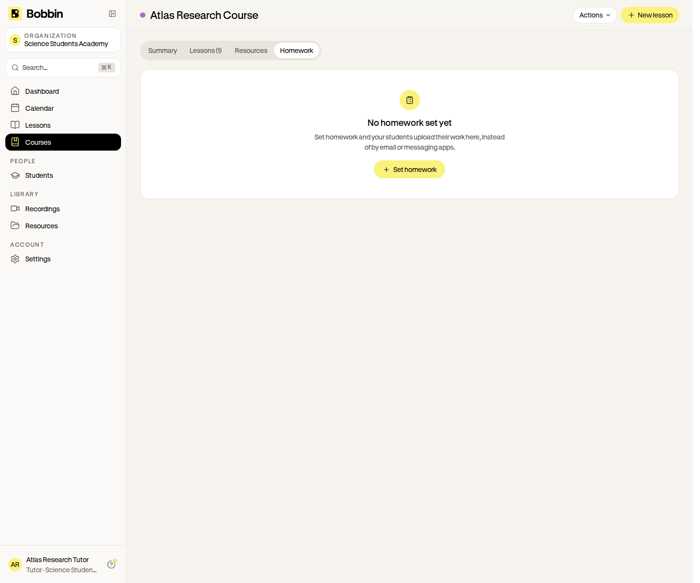 Bobbin
S
ORGANIZATION
Science Students Academy
Search...
⌘ K
Dashboard
Calendar
Lessons
Courses
PEOPLE
Students
LIBRARY
Recordings
Resources
ACCOUNT
Settings
AR
Atlas Research Tutor
Tutor · Science Studen...
Atlas Research Course
Actions
New lesson
Summary
Lessons (1)
Resources
Homework
No homework set yet
Set homework and your students upload their work here, instead
of by email or messaging apps.
Set homework